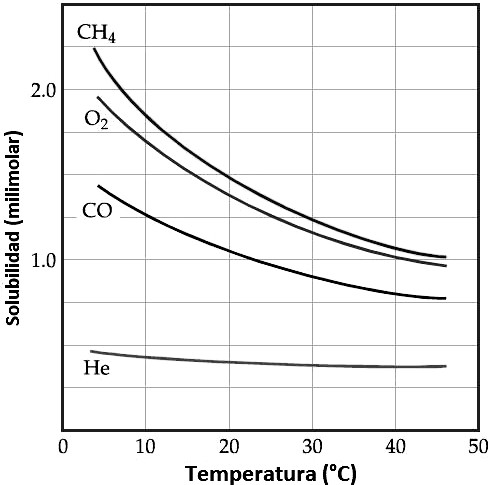 CH₄
2.0
O₂
CO
Solubilidad (milimolar)
1.0
He
0 10 20 30 40 50
Temperatura (°C)